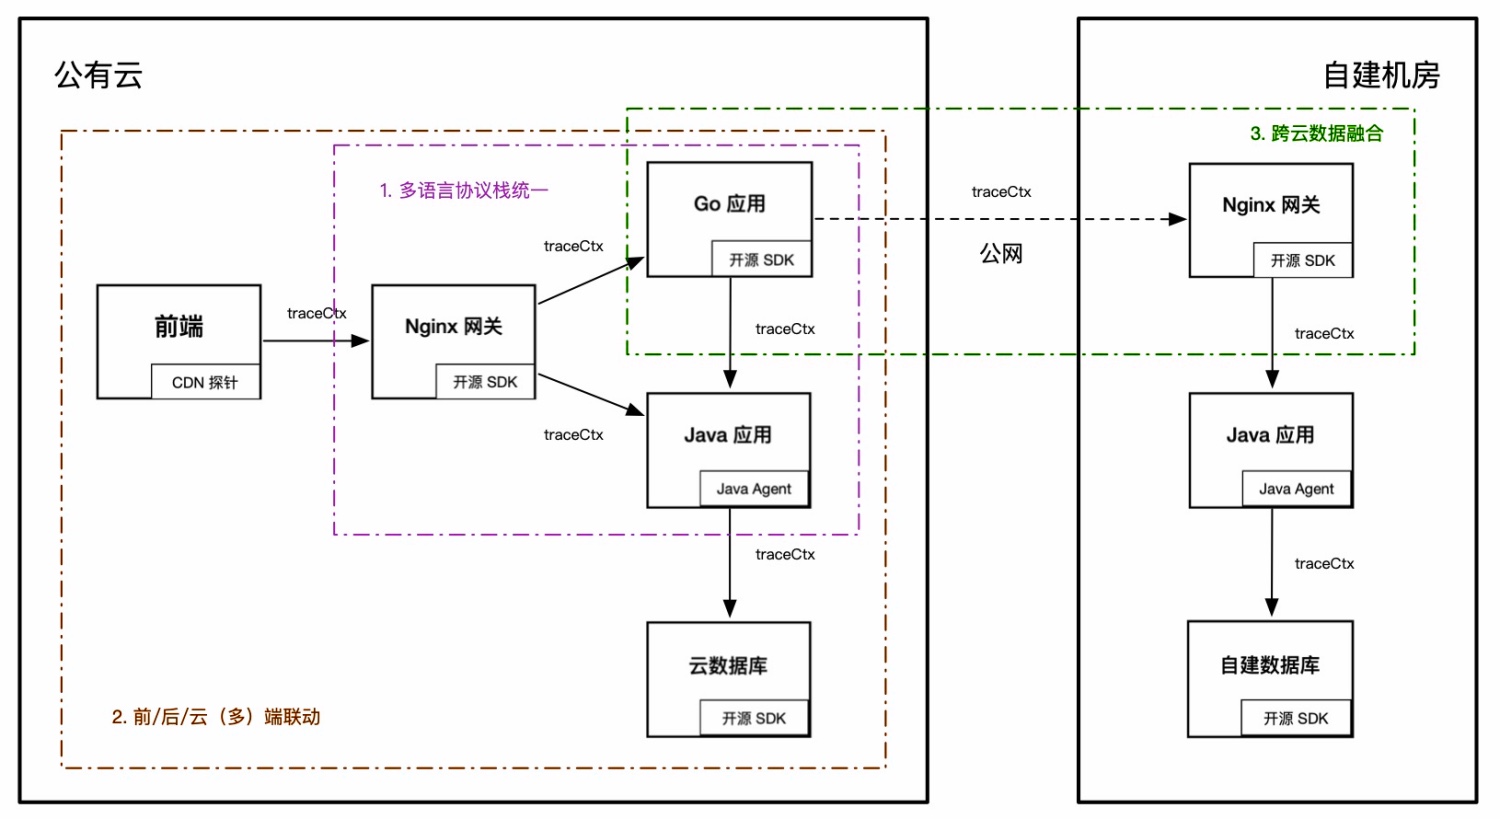 公有云
自建机房
3. 跨云数据融合
1. 多语言协议栈统一
Go 应用
开源 SDK
traceCtx
公网
Nginx 网关
开源 SDK
traceCtx
前端
CDN 探针
traceCtx
Nginx 网关
开源 SDK
traceCtx
traceCtx
traceCtx
Java 应用
Java Agent
Java 应用
Java Agent
traceCtx
traceCtx
云数据库
开源 SDK
自建数据库
开源 SDK
2. 前/后/云（多）端联动